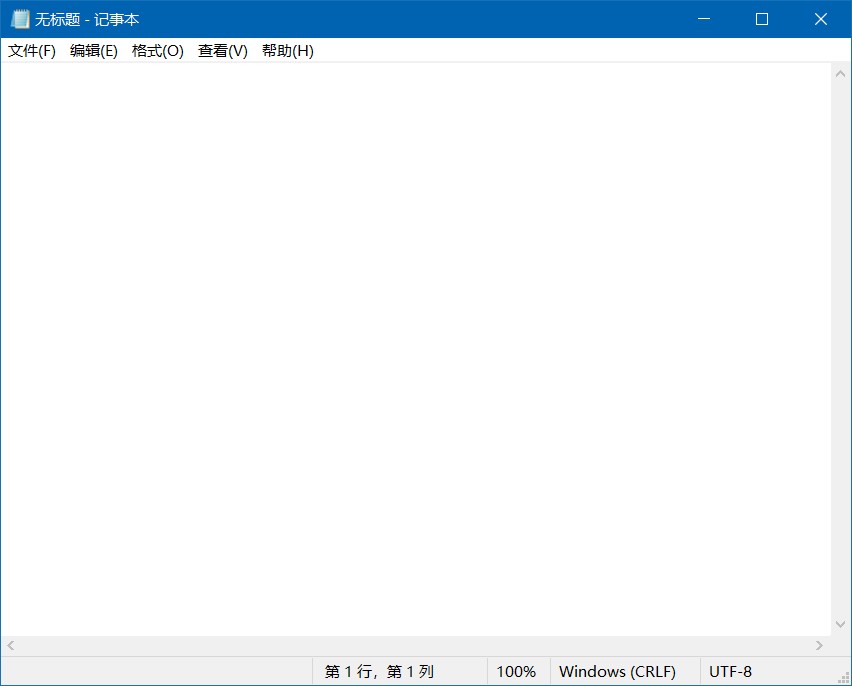 无标题 - 记事本
文件(F) 编辑(E) 格式(O) 查看(V) 帮助(H)
第 1 行，第 1 列 100% Windows (CRLF) UTF-8